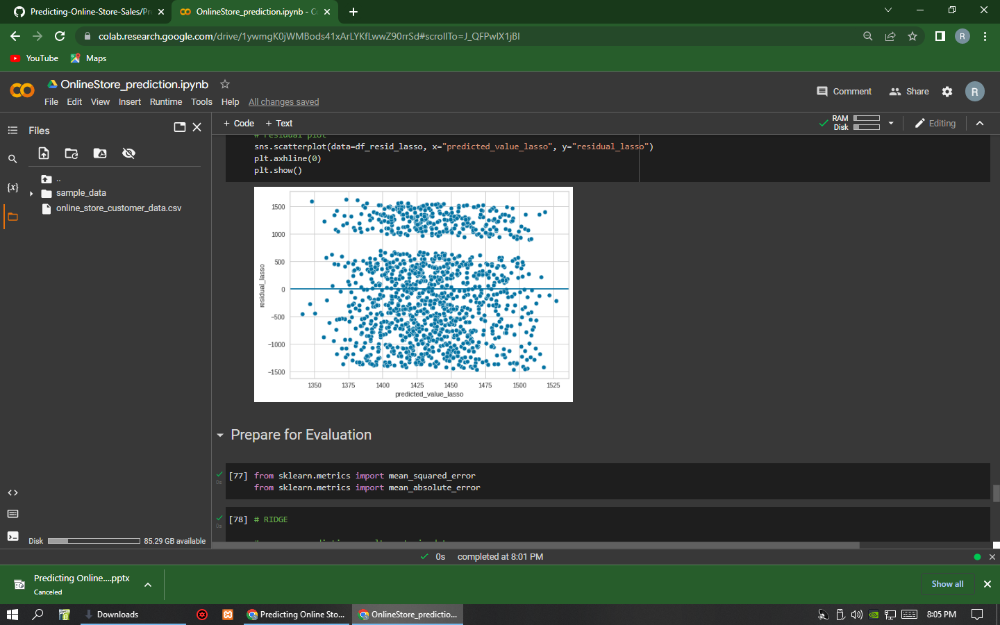 Predicting-Online-Store-Sales/Pr
OnlineStore_prediction.ipynb - Co
colab.research.google.com/drive/1ywmgK0jWMBods41xArLYKfLwwZ90rrSd#scrollTo=J_QFPwIX1jBI
R
YouTube
Maps
OnlineStore_prediction.ipynb
File Edit View Insert Runtime Tools Help All changes saved
Comment
Share
R
Files
+ Code + Text
RAM
Disk
Editing
# residual plot
sns.scatterplot(data=df_resid_lasso, x="predicted_value_lasso", y="residual_lasso")
plt.axhline(0)
plt.show()
..
sample_data
online_store_customer_data.csv
{x}
1500
1000
500
0
−500
−1000
−1500
residual_lasso
1350 1375 1400 1425 1450 1475 1500 1525
predicted_value_lasso
Prepare for Evaluation
0s
[77] from sklearn.metrics import mean_squared_error
from sklearn.metrics import mean_absolute_error
0s
[78] # RIDGE
Disk
85.29 GB available
0s completed at 8:01 PM
Predicting Online....pptx
Canceled
Show all
Downloads
Predicting Online Sto...
OnlineStore_predictio...
8:05 PM